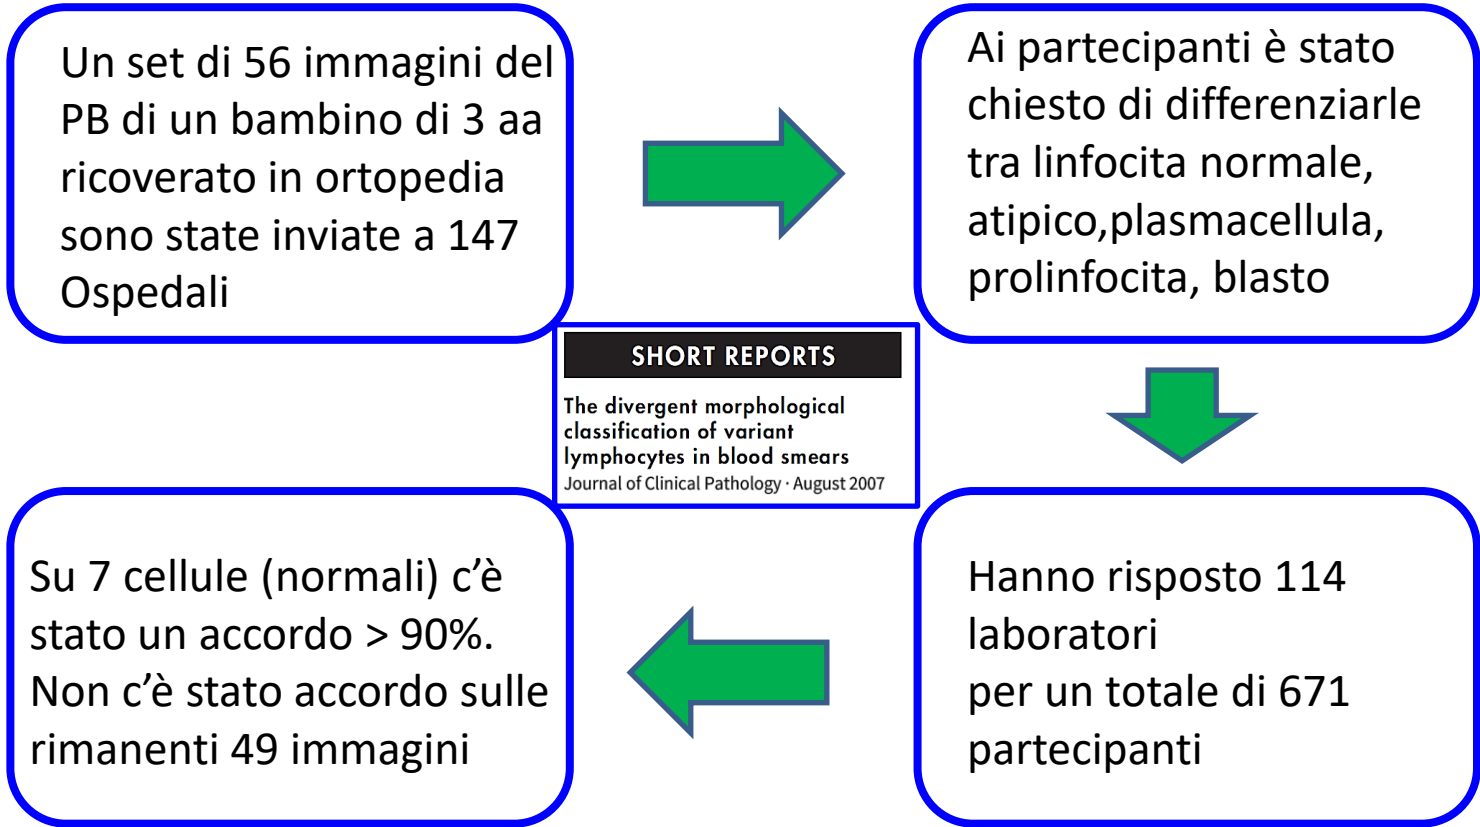 Un set di 56 immagini del
PB di un bambino di 3 aa
ricoverato in ortopedia
sono state inviate a 147
Ospedali
Ai partecipanti è stato
chiesto di differenziarle
tra linfocita normale,
atipico,plasmacellula,
prolinfocita, blasto
SHORT REPORTS
The divergent morphological
classification of variant
lymphocytes in blood smears
Journal of Clinical Pathology · August 2007
Hanno risposto 114
laboratori
per un totale di 671
partecipanti
Su 7 cellule (normali) c’è
stato un accordo > 90%.
Non c’è stato accordo sulle
rimanenti 49 immagini